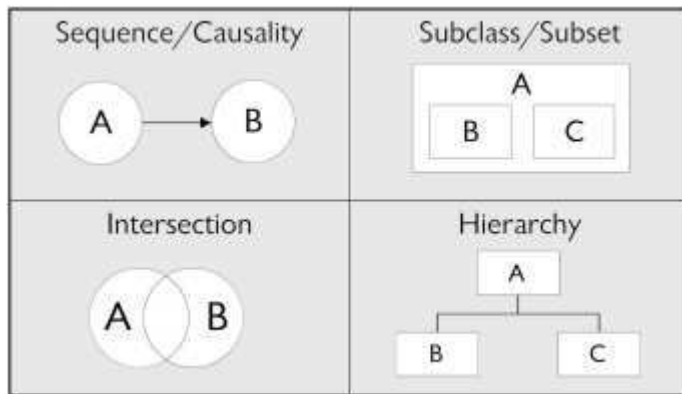 Sequence/Causality
A
B
Subclass/Subset
A
B
C
Intersection
A
B
Hierarchy
A
B
C